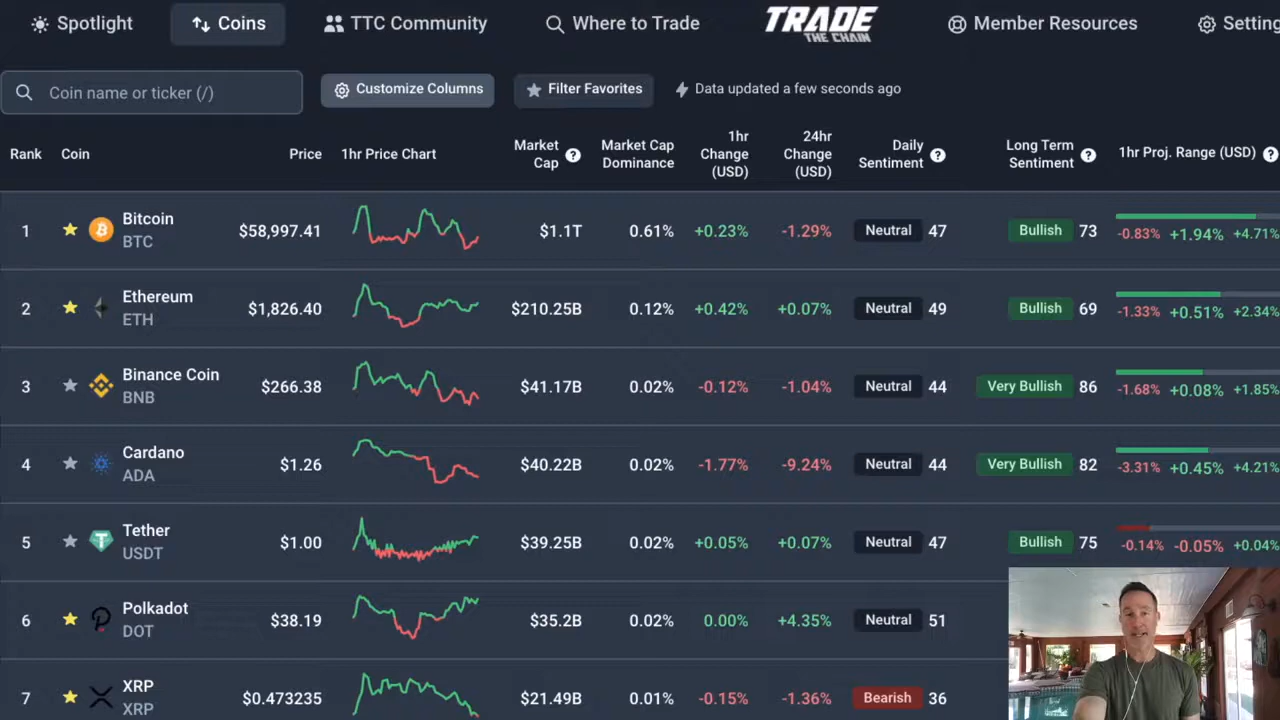 Spotlight Coins TTC Community Where to Trade TRADE THE CHAIN Member Resources Setting
Coin name or ticker (/) Customize Columns Filter Favorites Data updated a few seconds ago
Rank Coin Price 1hr Price Chart Market Cap ? Market Cap Dominance 1hr Change (USD) 24hr Change (USD) Daily Sentiment ? Long Term Sentiment ? 1hr Proj. Range (USD) ?
1 Bitcoin BTC $58,997.41 $1.1T 0.61% +0.23% -1.29% Neutral 47 Bullish 73 -0.83% +1.94% +4.71%
2 Ethereum ETH $1,826.40 $210.25B 0.12% +0.42% +0.07% Neutral 49 Bullish 69 -1.33% +0.51% +2.34%
3 Binance Coin BNB $266.38 $41.17B 0.02% -0.12% -1.04% Neutral 44 Very Bullish 86 -1.68% +0.08% +1.85%
4 Cardano ADA $1.26 $40.22B 0.02% -1.77% -9.24% Neutral 44 Very Bullish 82 -3.31% +0.45% +4.21%
5 Tether USDT $1.00 $39.25B 0.02% +0.05% +0.07% Neutral 47 Bullish 75 -0.14% -0.05% +0.04%
6 Polkadot DOT $38.19 $35.2B 0.02% 0.00% +4.35% Neutral 51
7 XRP XRP $0.473235 $21.49B 0.01% -0.15% -1.36% Bearish 36